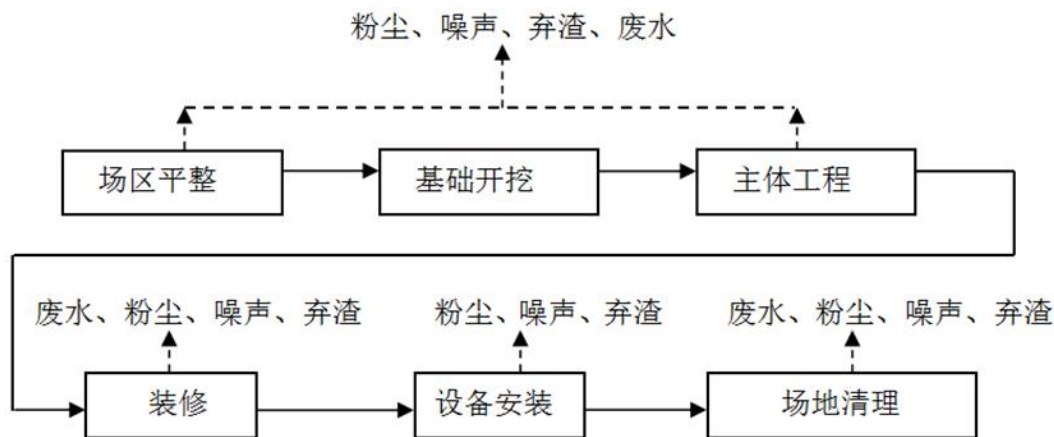 粉尘、噪声、弃渣、废水
场区平整
基础开挖
主体工程
废水、粉尘、噪声、弃渣
粉尘、噪声、弃渣
废水、粉尘、噪声、弃渣
装修
设备安装
场地清理